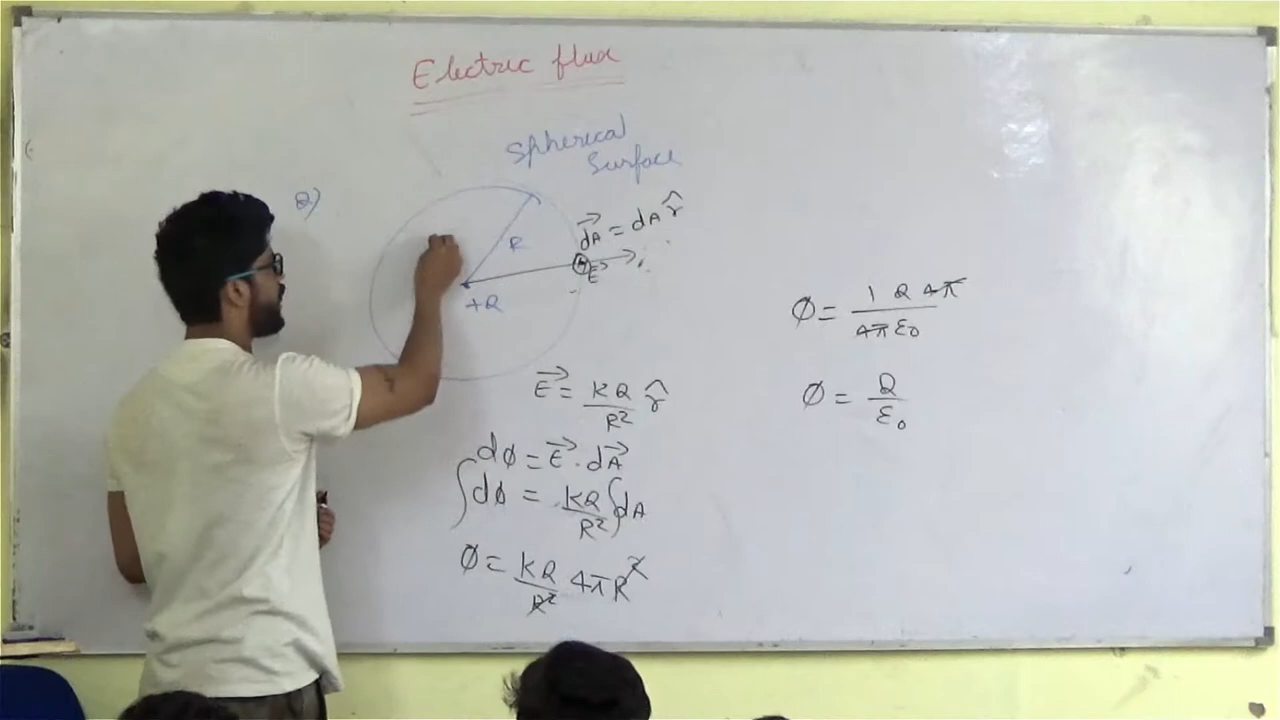 Electric flux
Spherical
Surface
Q)
R
+Q
dA⃗ = dA r̂
E⃗
E⃗ = KQ/R² r̂
dϕ = E⃗ . dA⃗
∫dϕ = KQ/R² ∫dA
ϕ = KQ/R² 4πR²
ϕ = 1 Q 4π / 4π ε₀
ϕ = Q/ε₀